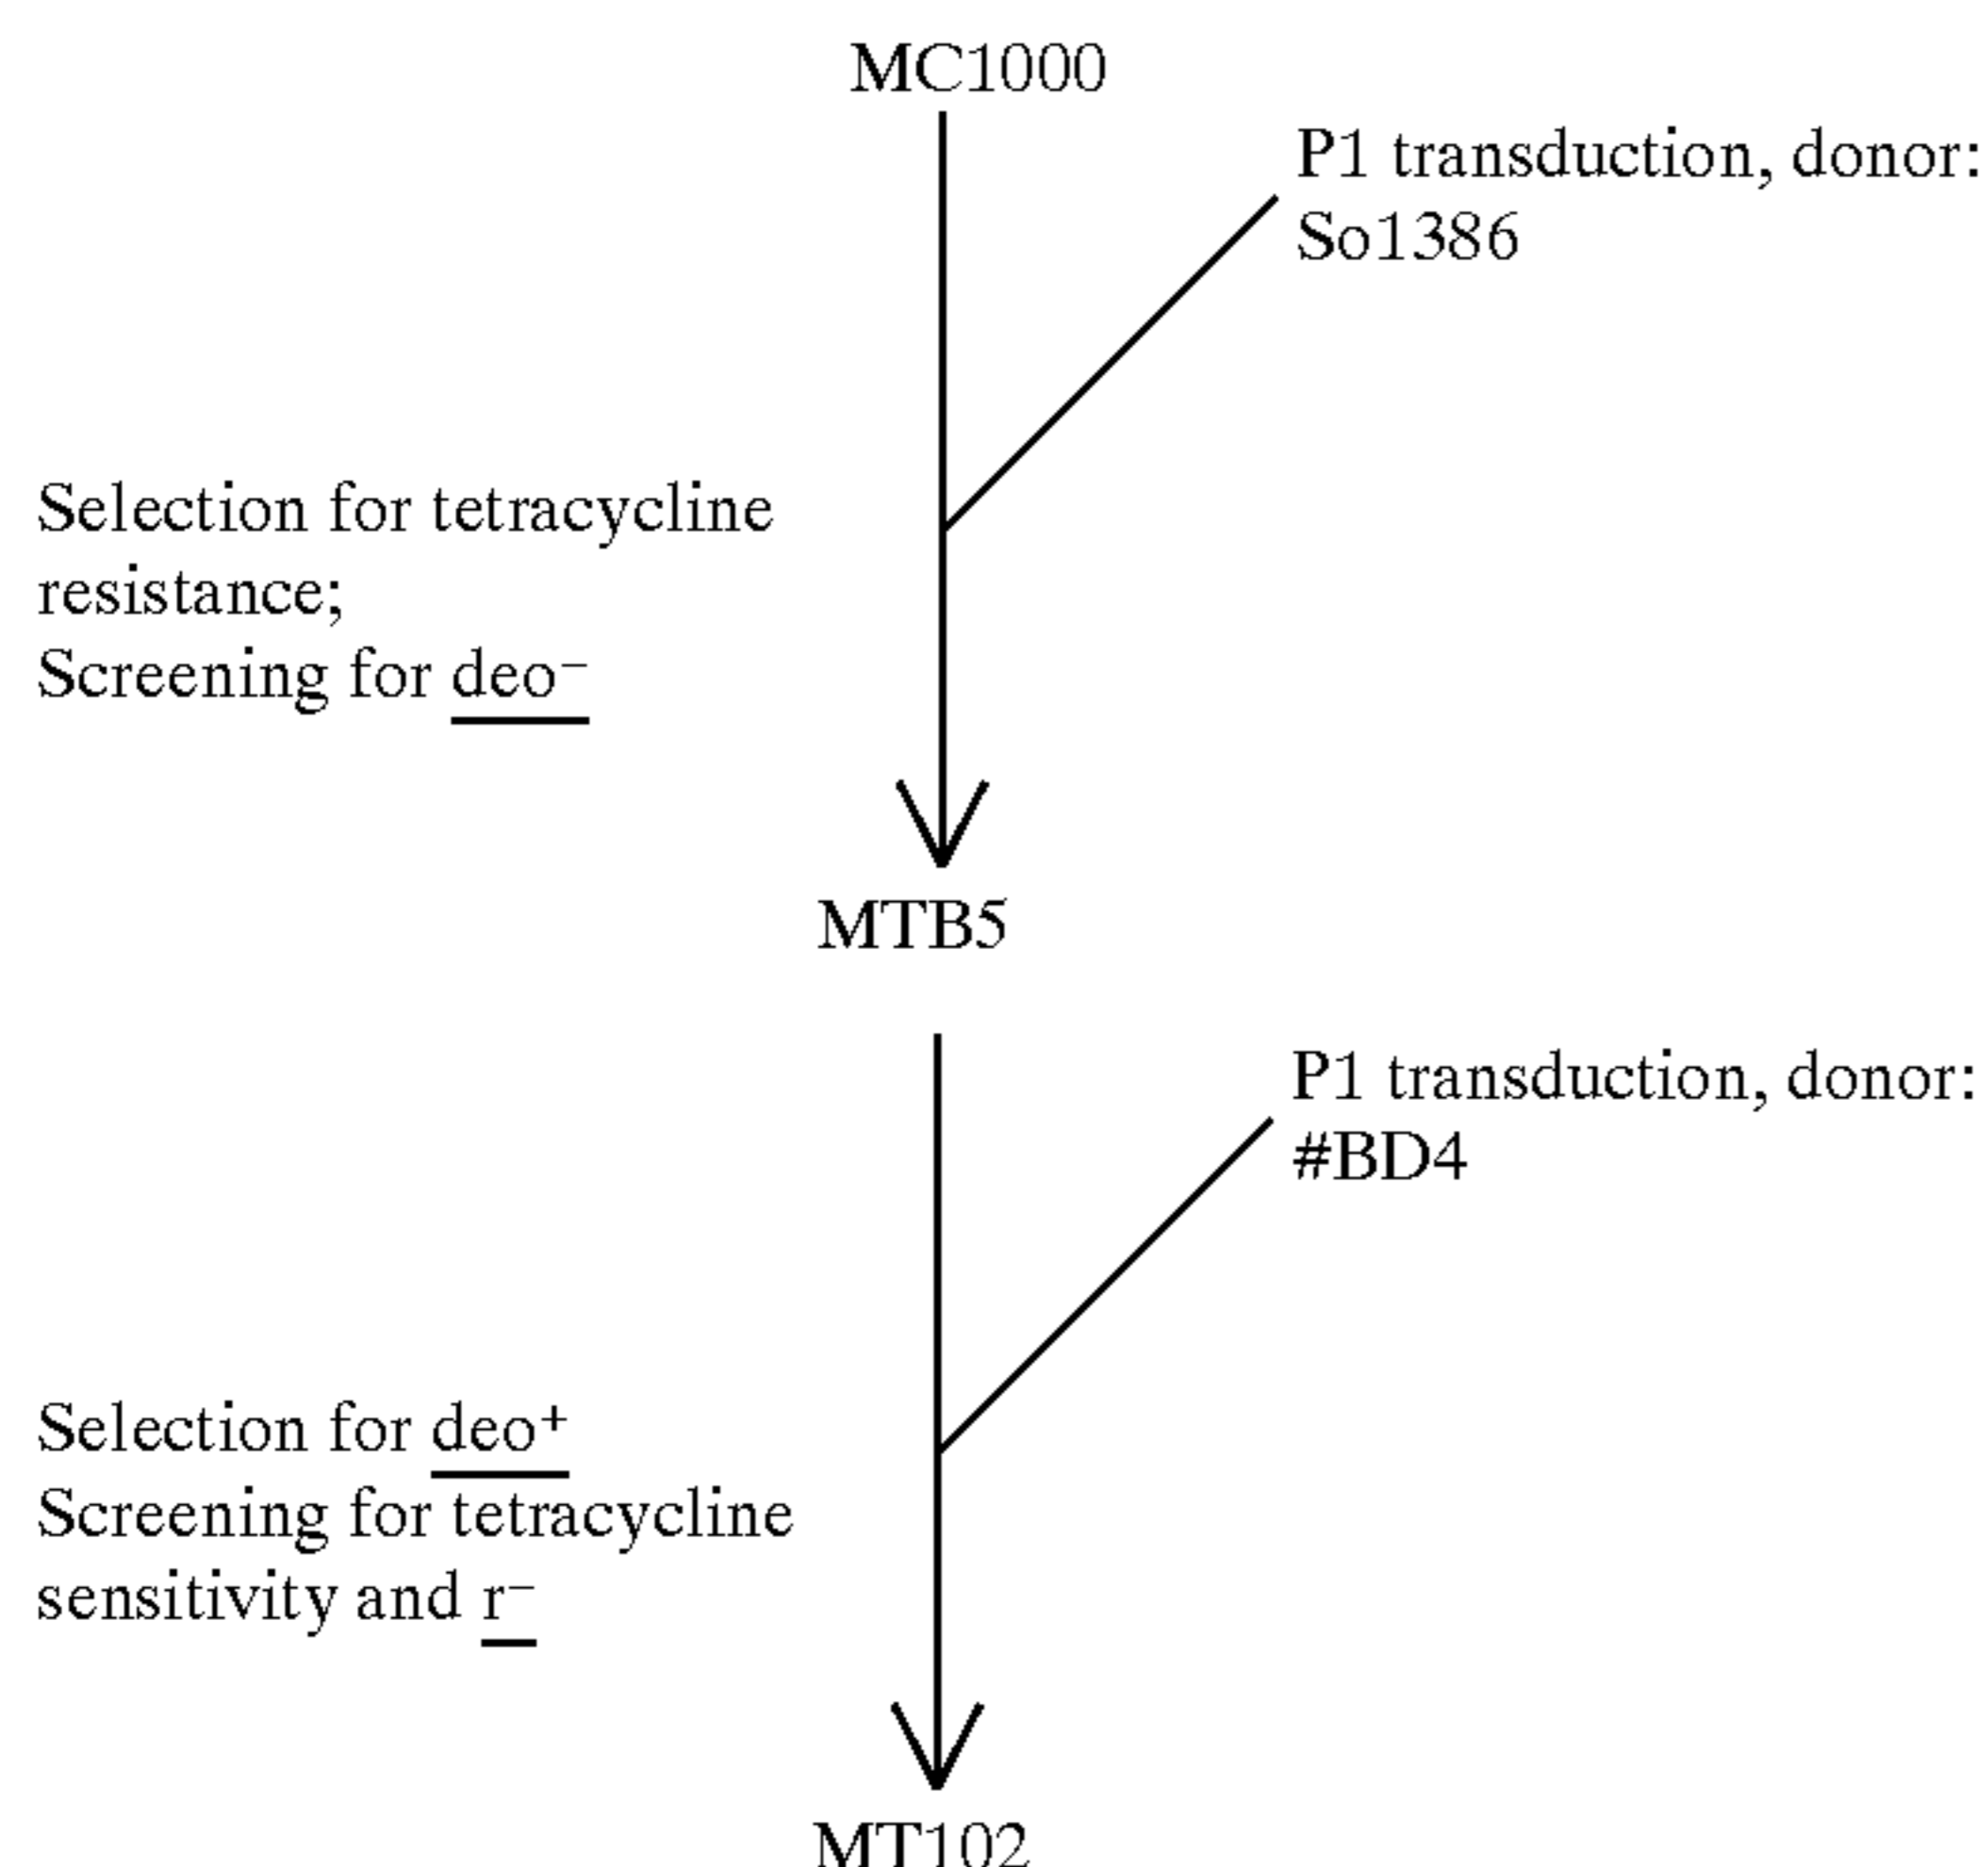 MC1000
P1 transduction, donor:
So1386
Selection for tetracycline
resistance;
Screening for deo⁻
MTB5
P1 transduction, donor:
#BD4
Selection for deo⁺
Screening for tetracycline
sensitivity and r⁻
MT102